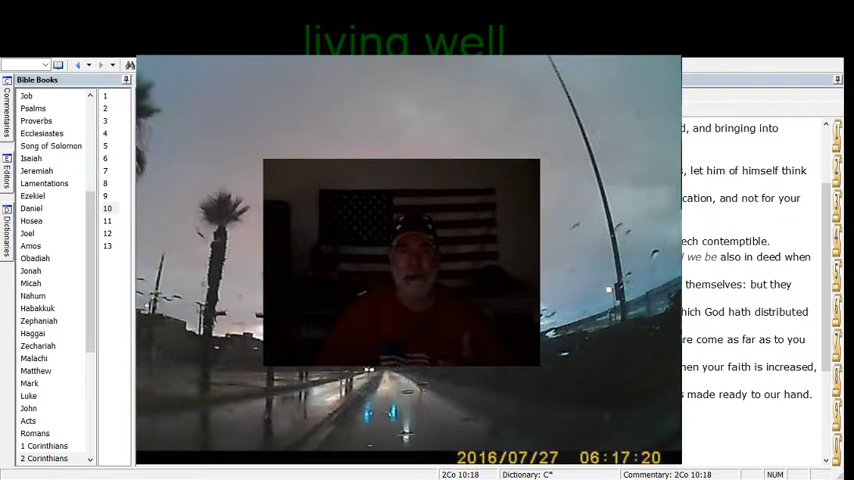 living well
Bible Books
Commentaries
Editors
Dictionaries
Job
Psalms
Proverbs
Ecclesiastes
Song of Solomon
Isaiah
Jeremiah
Lamentations
Ezekiel
Daniel
Hosea
Joel
Amos
Obadiah
Jonah
Micah
Nahum
Habakkuk
Zephaniah
Haggai
Zechariah
Malachi
Matthew
Mark
Luke
John
Acts
Romans
1 Corinthians
2 Corinthians
1
2
3
4
5
6
7
8
9
10
11
12
13
d, and bringing into
, let him of himself think
cation, and not for your
ech contemptible.
we be also in deed when
themselves: but they
hich God hath distributed
re come as far as to you
hen your faith is increased,
s made ready to our hand.
2016/07/27 06:17:20
2Co 10:18
Dictionary: C*
Commentary: 2Co 10:18
NUM